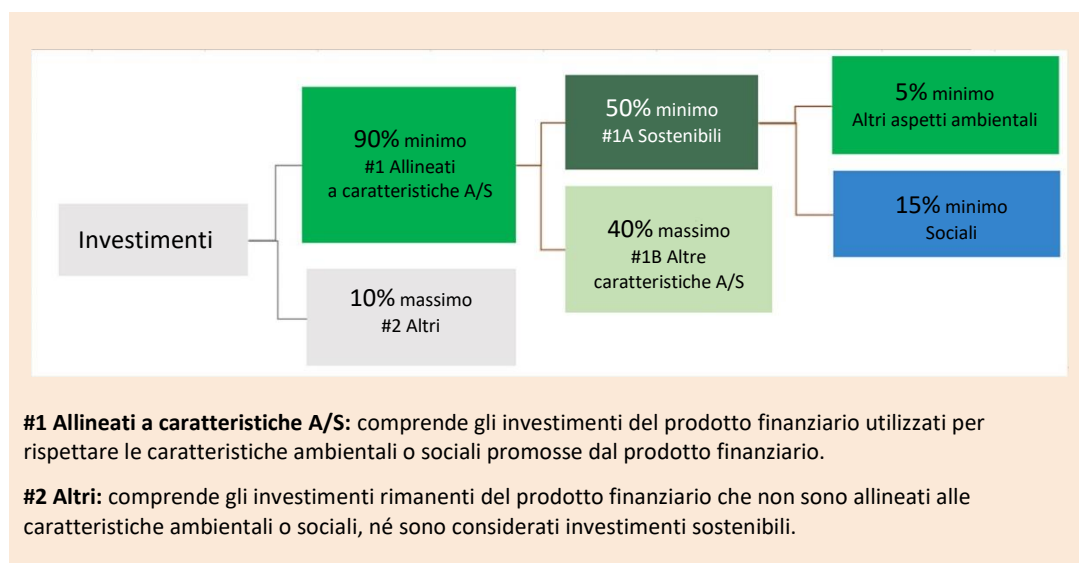 Investimenti
90% minimo
#1 Allineati
a caratteristiche A/S
10% massimo
#2 Altri
50% minimo
#1A Sostenibili
40% massimo
#1B Altre
caratteristiche A/S
5% minimo
Altri aspetti ambientali
15% minimo
Sociali
#1 Allineati a caratteristiche A/S: comprende gli investimenti del prodotto finanziario utilizzati per
rispettare le caratteristiche ambientali o sociali promosse dal prodotto finanziario.
#2 Altri: comprende gli investimenti rimanenti del prodotto finanziario che non sono allineati alle
caratteristiche ambientali o sociali, né sono considerati investimenti sostenibili.